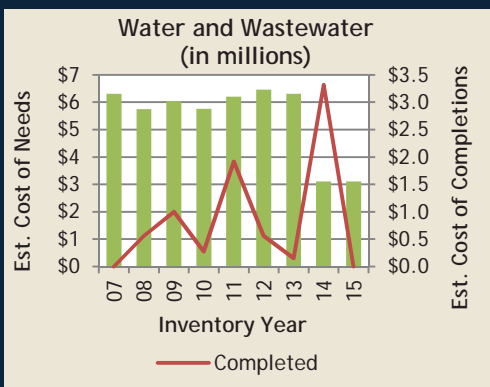 Water and Wastewater
(in millions)
Est. Cost of Needs
$7
$6
$5
$4
$3
$2
$1
$0
$3.5
$3.0
$2.5
$2.0
$1.5
$1.0
$0.5
$0.0
Est. Cost of Completions
07 08 09 10 11 12 13 14 15
Inventory Year
Completed